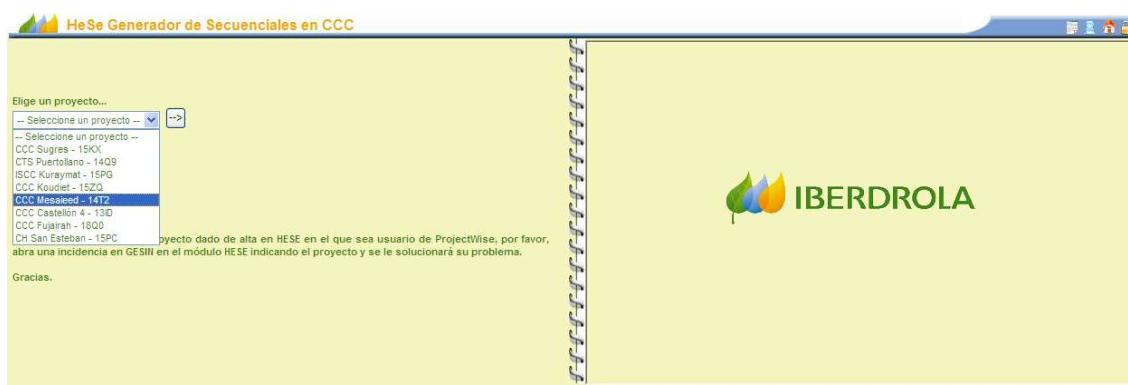 HeSe Generador de Secuenciales en CCC
Elige un proyecto...
-- Seleccione un proyecto --
-->
-- Seleccione un proyecto --
CCC Sugres - 15KX
CTS Puertollano - 14Q9
ISCC Kuraymat - 15PG
CCC Koudiet - 15ZQ
CCC Mesaieed - 14T2
CCC Castellón 4 - 13ID
CCC Fujairah - 18Q0
CH San Esteban - 15PC
oyecto dado de alta en HESE en el que sea usuario de ProjectWise, por favor,
abra una incidencia en GESIN en el módulo HESE indicando el proyecto y se le solucionará su problema.
Gracias.
IBERDROLA